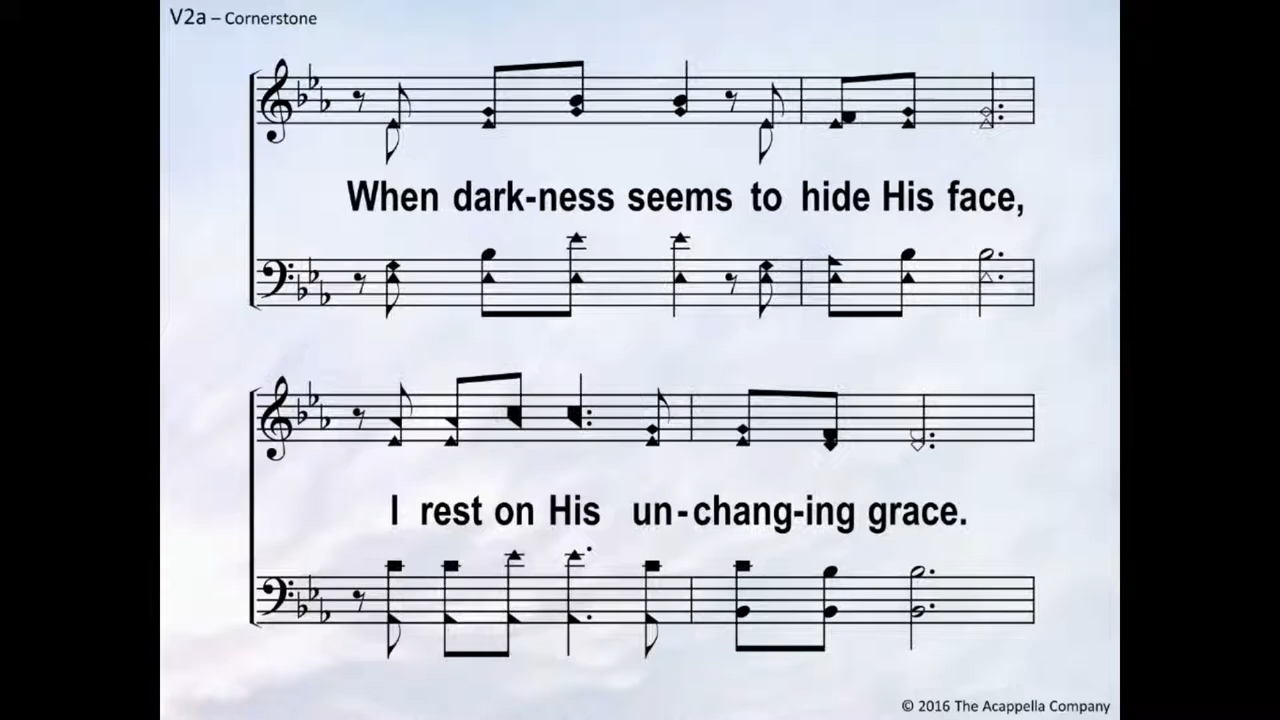 V2a – Cornerstone
When dark-ness seems to hide His face,
I rest on His un-chang-ing grace.
© 2016 The Acappella Company